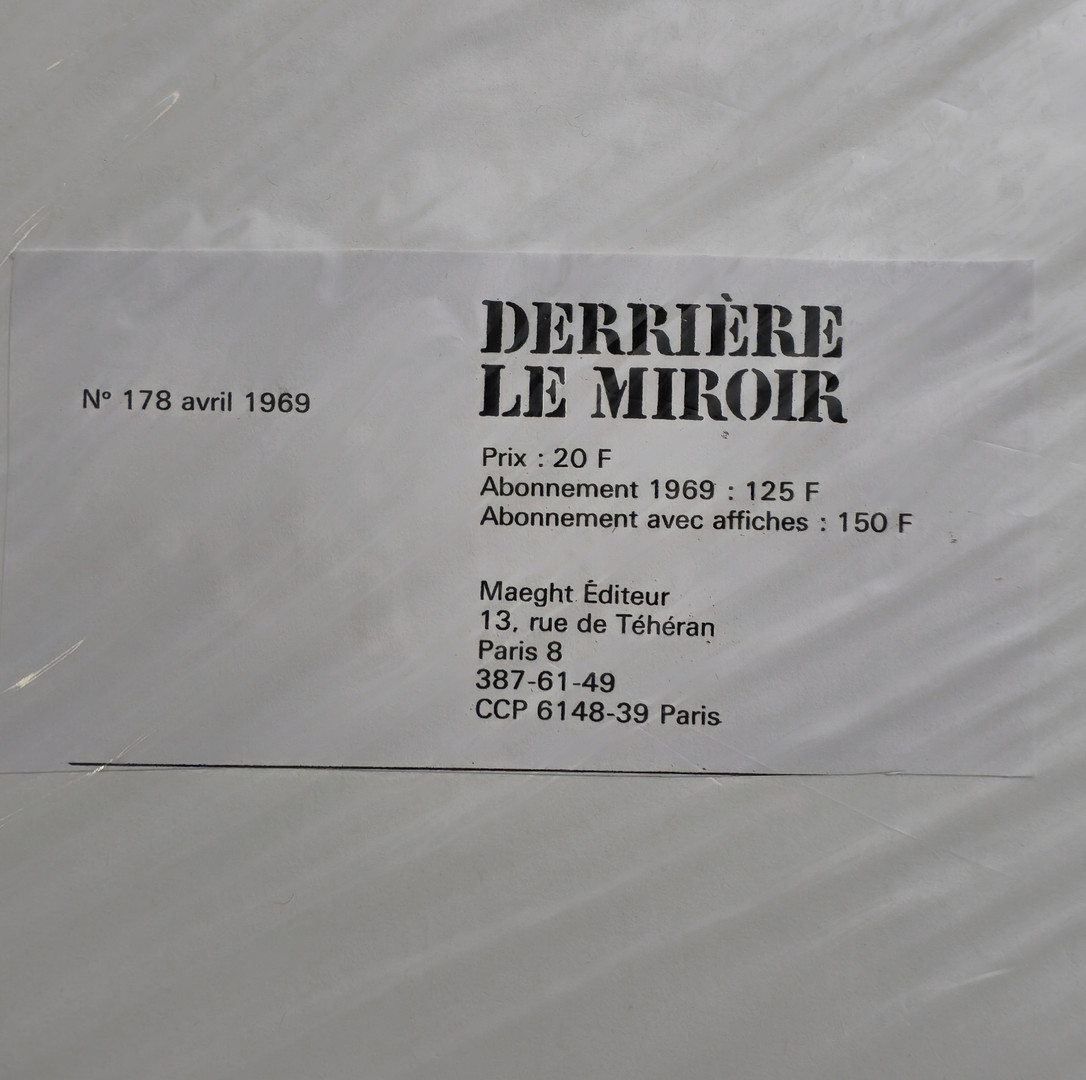 DERRIÈRE
LE MIROIR
Nº 178 avril 1969
Prix : 20 F
Abonnement 1969 : 125 F
Abonnement avec affiches : 150 F
Maeght Éditeur
13, rue de Téhéran
Paris 8
387-61-49
CCP 6148-39 Paris